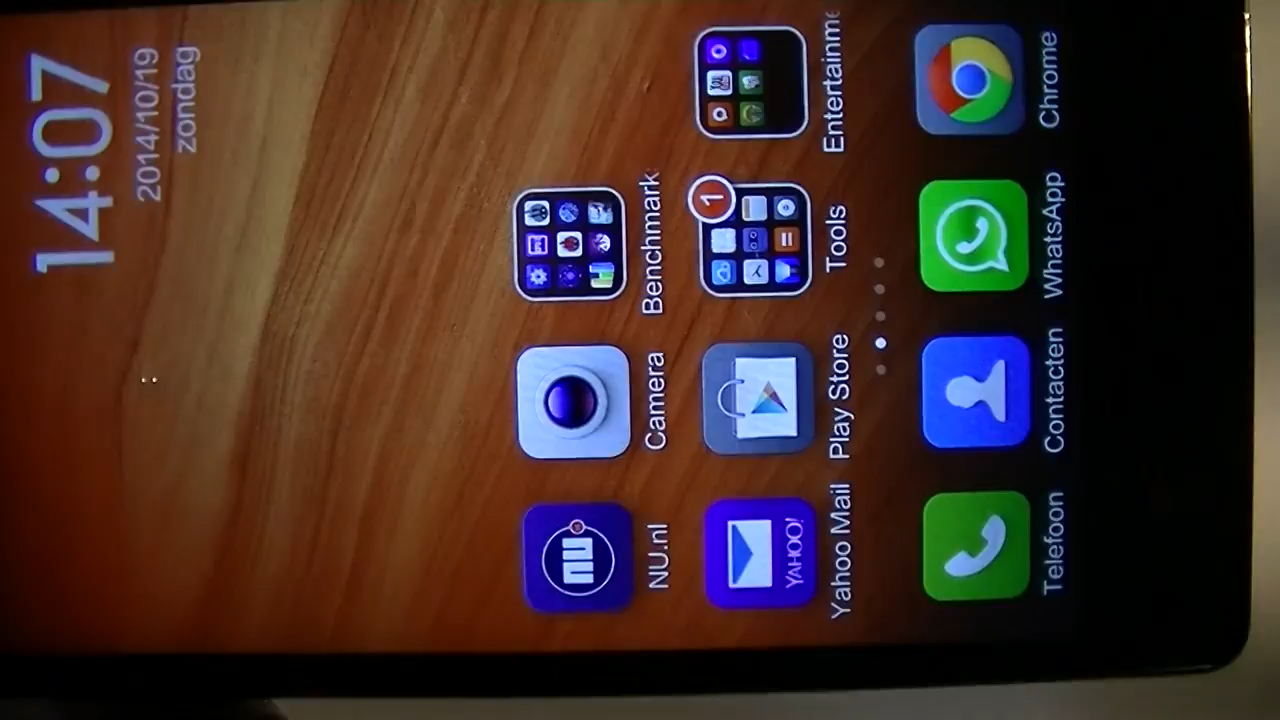 14:07
2014/10/19
zondag
NU
NU.nl
Camera
Benchmark
YAHOO!
Yahoo Mail
Play Store
1
Tools
Entertainme
Telefoon
Contacten
WhatsApp
Chrome